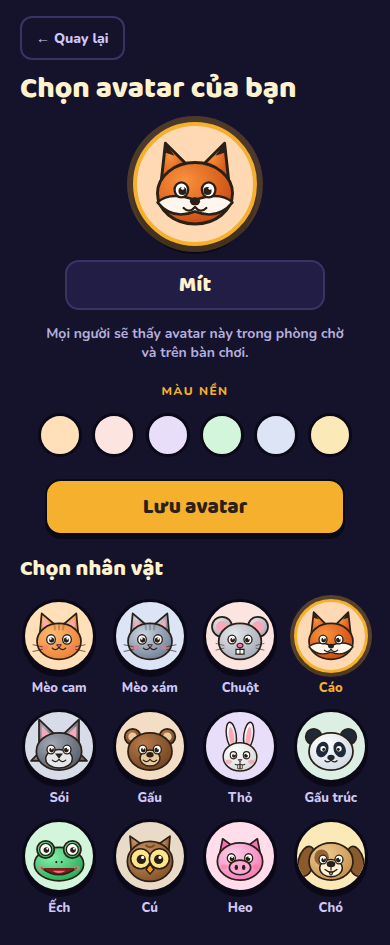 ← Quay lại
Chọn avatar của bạn
Mít
Mọi người sẽ thấy avatar này trong phòng chờ
và trên bàn chơi.
MÀU NỀN
Lưu avatar
Chọn nhân vật
Mèo cam
Mèo xám
Chuột
Cáo
Sói
Gấu
Thỏ
Gấu trúc
Ếch
Cú
Heo
Chó